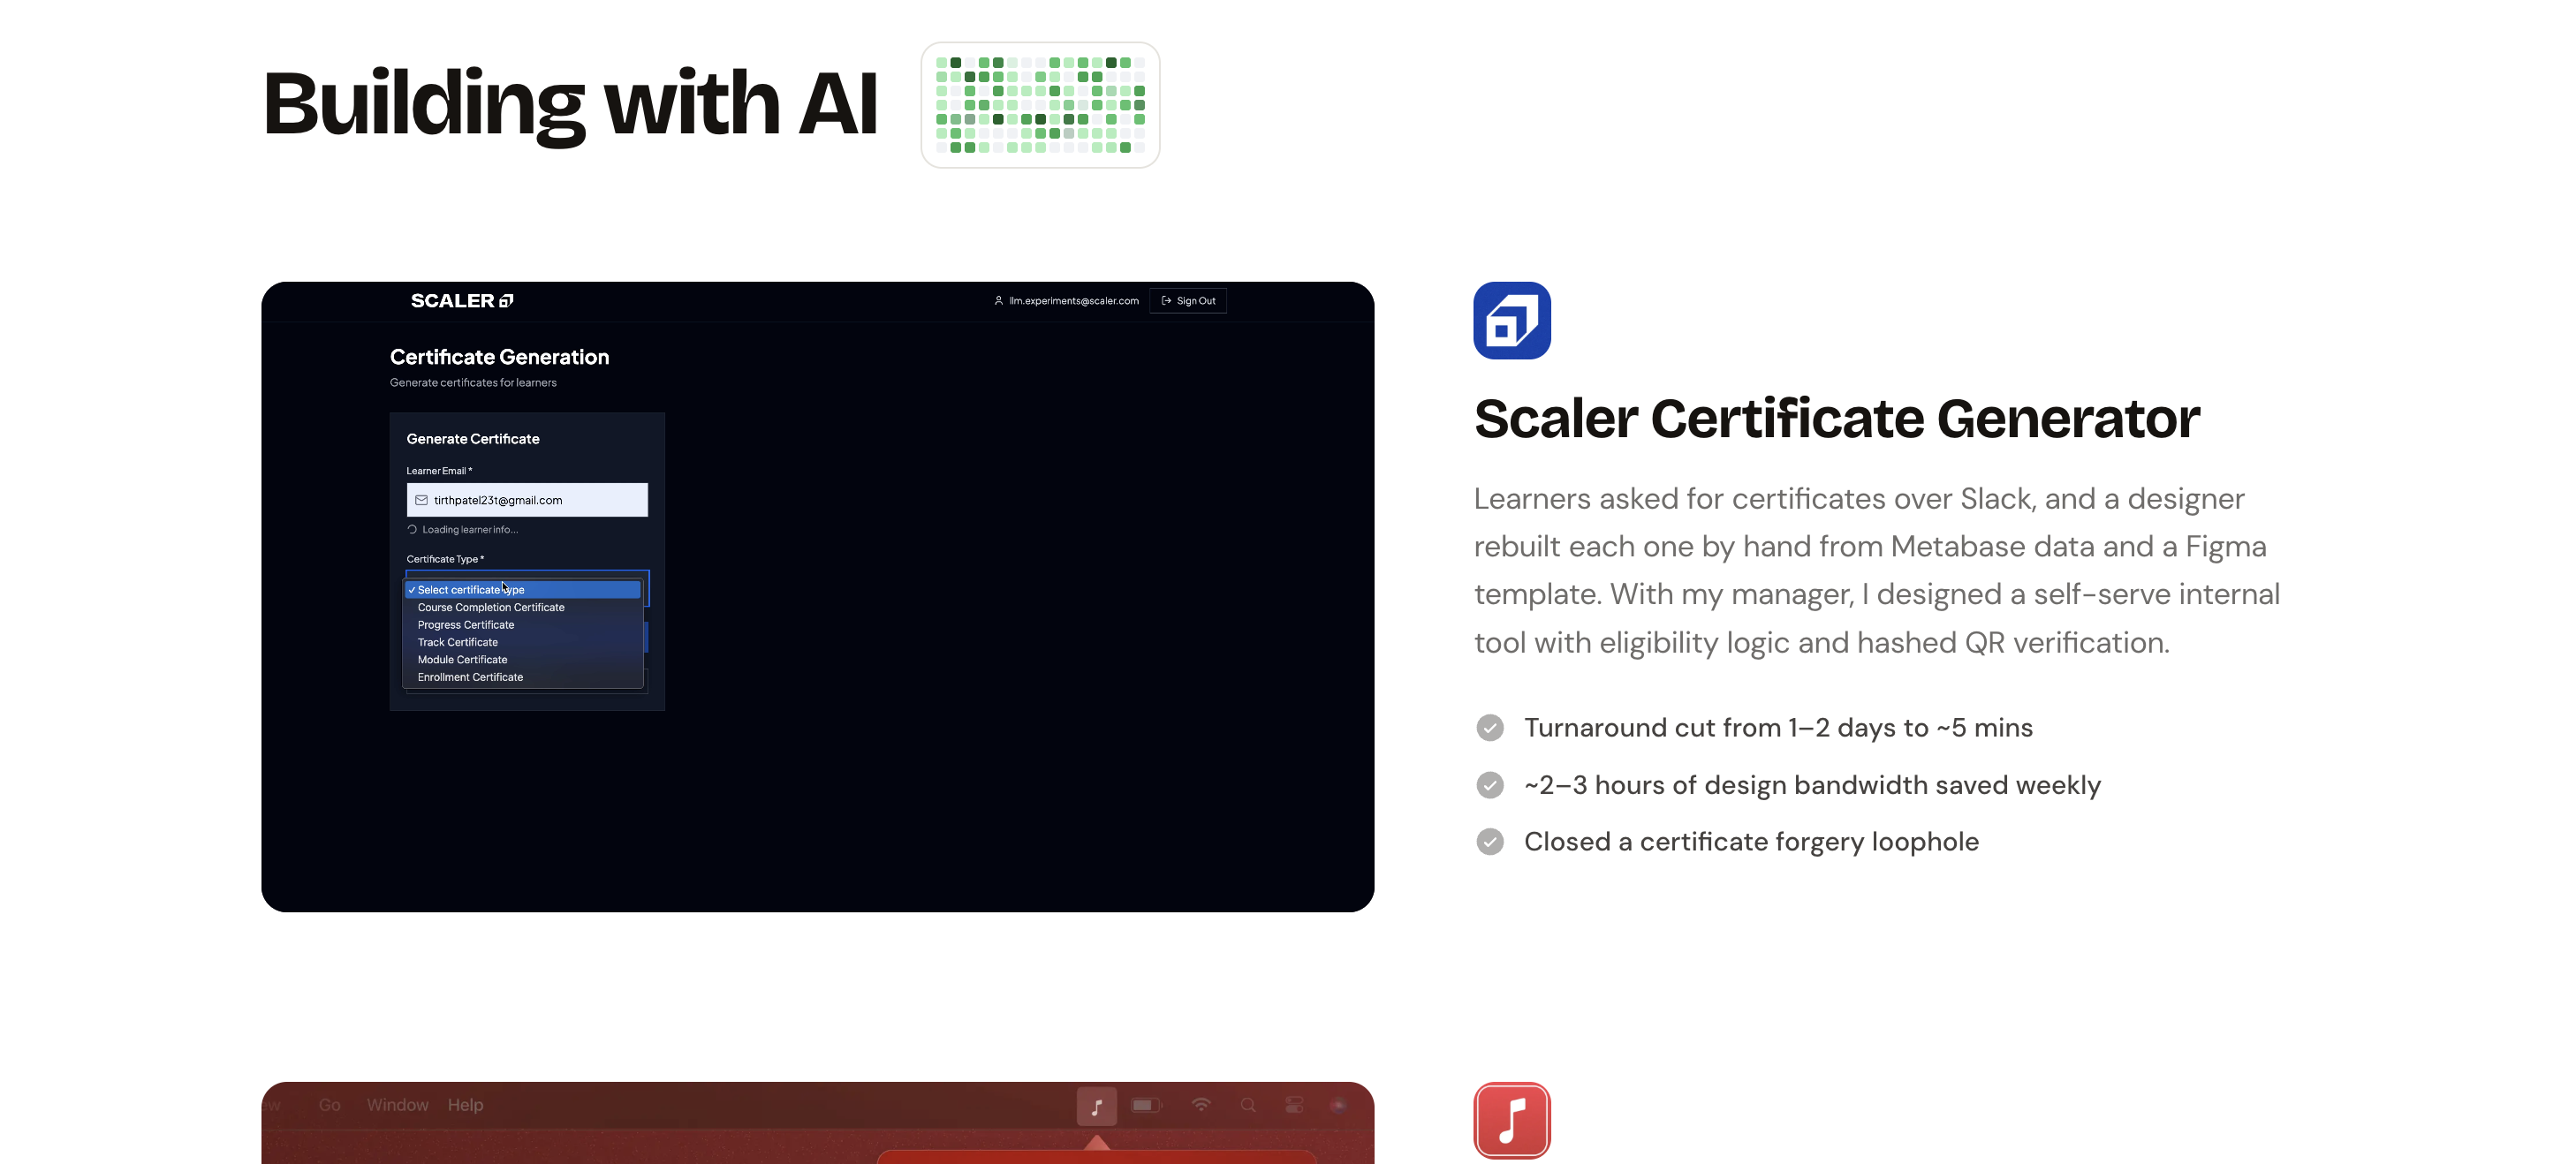 Building with AI
SCALER
llm.experiments@scaler.com
Sign Out
Certificate Generation
Generate certificates for learners
Generate Certificate
Learner Email *
tirthpatel23t@gmail.com
Loading learner info...
Certificate Type *
✓ Select certificate type
Course Completion Certificate
Progress Certificate
Track Certificate
Module Certificate
Enrollment Certificate
Scaler Certificate Generator
Learners asked for certificates over Slack, and a designer
rebuilt each one by hand from Metabase data and a Figma
template. With my manager, I designed a self-serve internal
tool with eligibility logic and hashed QR verification.
Turnaround cut from 1–2 days to ~5 mins
~2–3 hours of design bandwidth saved weekly
Closed a certificate forgery loophole
Go Window Help